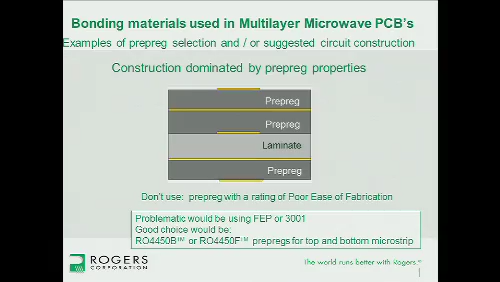 Bonding materials used in Multilayer Microwave PCB's
Examples of prepreg selection and / or suggested circuit construction
Construction dominated by prepreg properties
Prepreg
Prepreg
Laminate
Prepreg
Don't use: prepreg with a rating of Poor Ease of Fabrication
Problematic would be using FEP or 3001
Good choice would be:
RO4450B™ or RO4450F™ prepregs for top and bottom microstrip
ROGERS
CORPORATION
The world runs better with Rogers.®